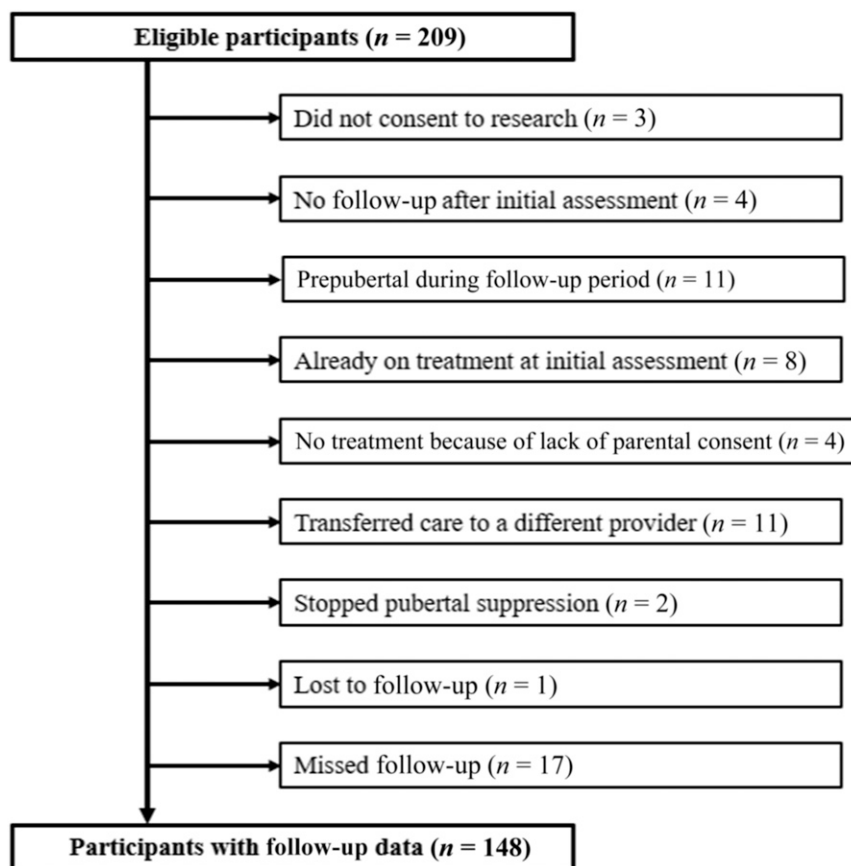 Eligible participants (n = 209)
Did not consent to research (n = 3)
No follow-up after initial assessment (n = 4)
Prepubertal during follow-up period (n = 11)
Already on treatment at initial assessment (n = 8)
No treatment because of lack of parental consent (n = 4)
Transferred care to a different provider (n = 11)
Stopped pubertal suppression (n = 2)
Lost to follow-up (n = 1)
Missed follow-up (n = 17)
Participants with follow-up data (n = 148)